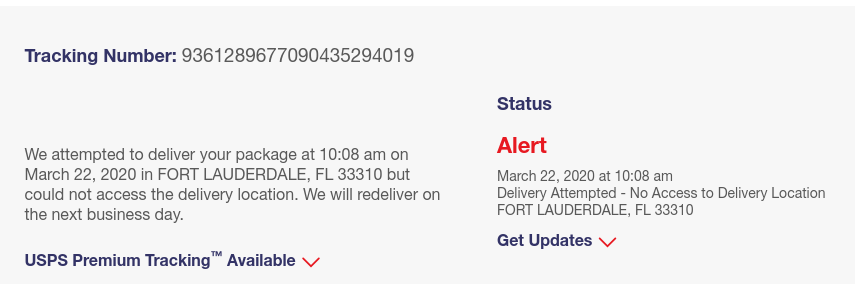 Tracking Number: 9361289677090435294019
We attempted to deliver your package at 10:08 am on
March 22, 2020 in FORT LAUDERDALE, FL 33310 but
could not access the delivery location. We will redeliver on
the next business day.
USPS Premium Tracking™ Available
Status
Alert
March 22, 2020 at 10:08 am
Delivery Attempted - No Access to Delivery Location
FORT LAUDERDALE, FL 33310
Get Updates